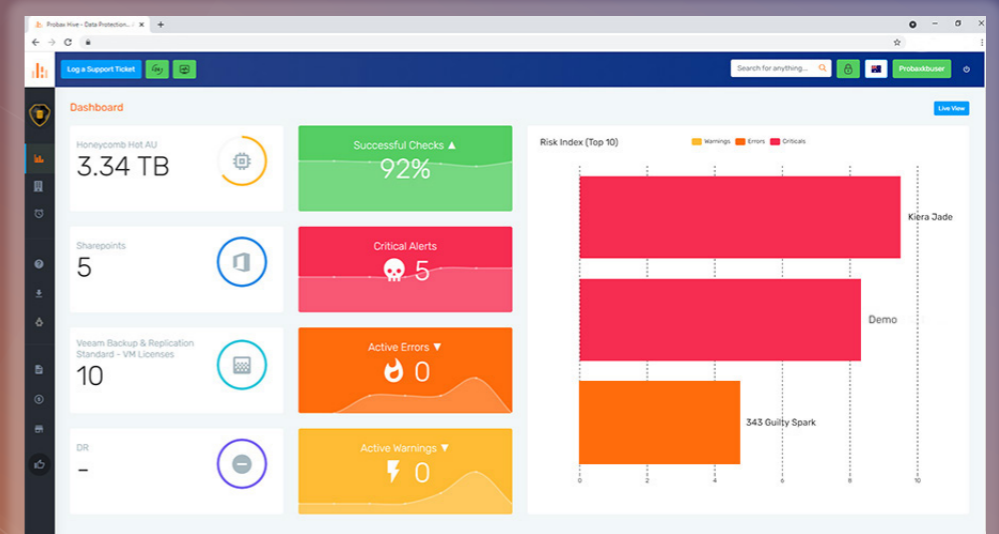 Probax Hive - Data Protection...
Log a Support Ticket
Search for anything...
Probaxkbuser
Dashboard
Live View
Honeycomb Hot AU
3.34 TB
Successful Checks ▲
92%
Sharepoints
5
Critical Alerts
5
Veeam Backup & Replication
Standard - VM Licenses
10
Active Errors ▼
0
DR
-
Active Warnings ▼
0
Risk Index (Top 10)
Warnings
Errors
Criticals
Kiera Jade
Demo
343 Guilty Spark
0
2
4
6
8
10